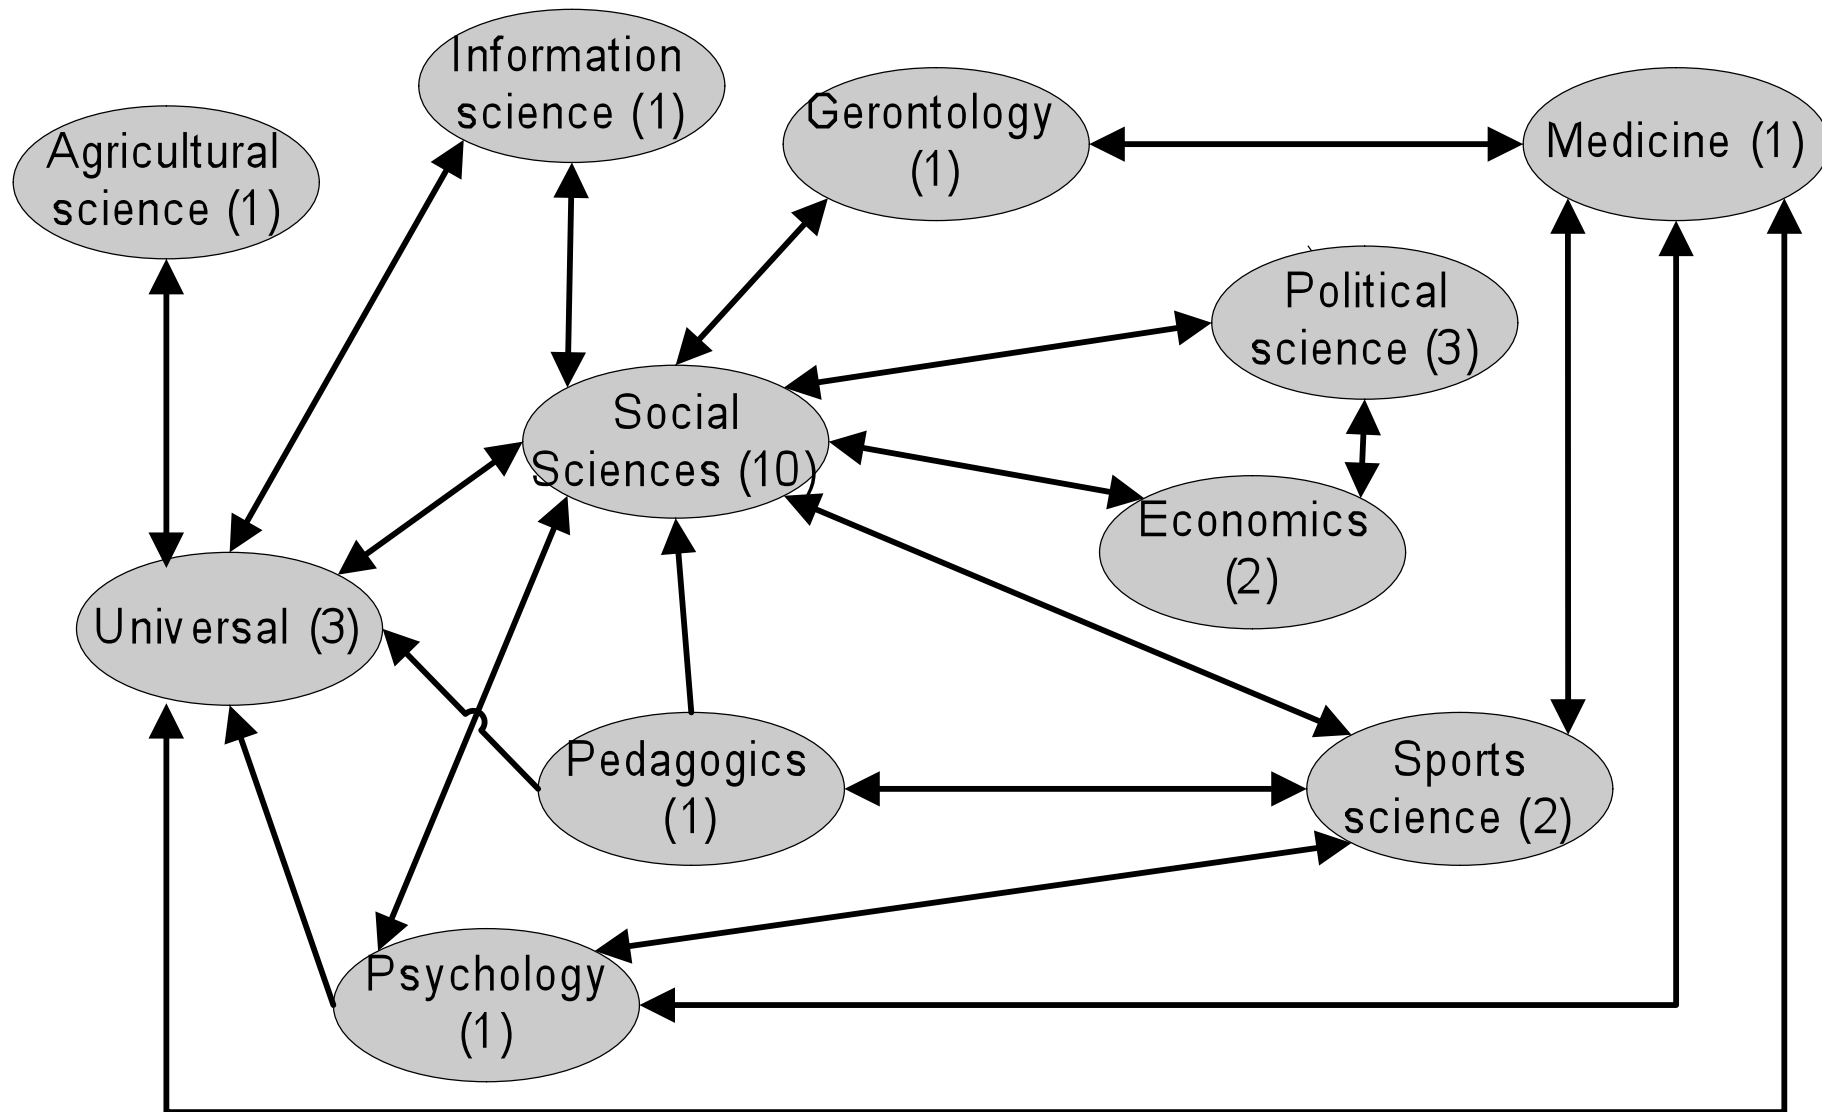 Information
science (1)
Agricultural
science (1)
Gerontology
(1)
Medicine (1)
Political
science (3)
Social
Sciences (10)
Economics
(2)
Universal (3)
Pedagogics
(1)
Sports
science (2)
Psychology
(1)